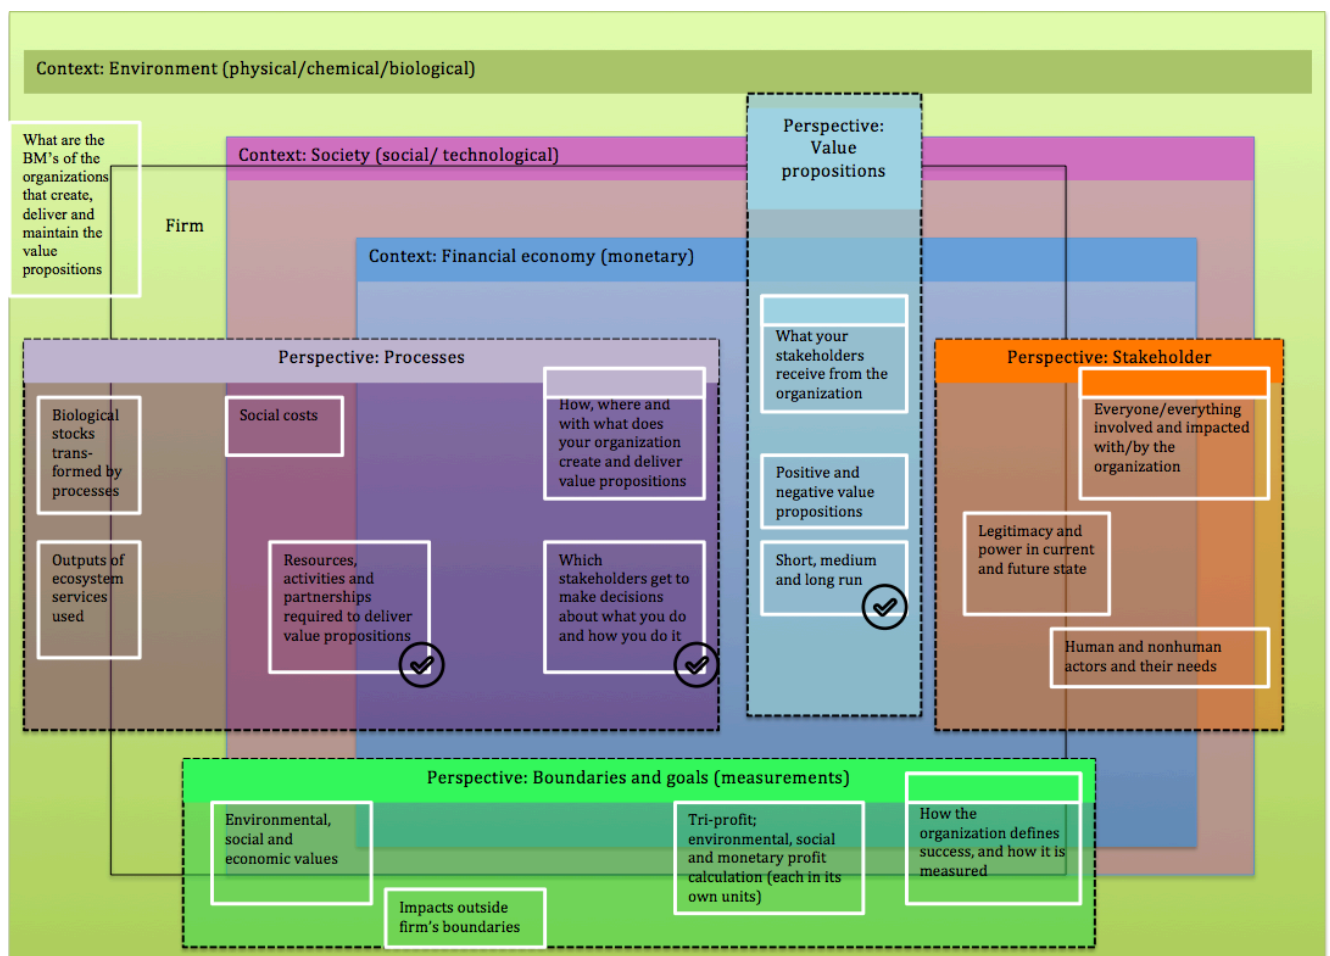 Context: Environment (physical/chemical/biological)
What are the
BM's of the
organizations
that create,
deliver and
maintain the
value
propositions
Firm
Context: Society (social/ technological)
Perspective:
Value
propositions
Context: Financial economy (monetary)
What your
stakeholders
receive from the
organization
Positive and
negative value
propositions
Short, medium
and long run
Perspective: Processes
Biological
stocks
trans-
formed by
processes
Social costs
How, where and
with what does
your organization
create and deliver
value propositions
Outputs of
ecosystem
services
used
Resources,
activities and
partnerships
required to deliver
value propositions
Which
stakeholders get to
make decisions
about what you do
and how you do it
Perspective: Stakeholder
Everyone/everything
involved and impacted
with/by the
organization
Legitimacy and
power in current
and future state
Human and nonhuman
actors and their needs
Perspective: Boundaries and goals (measurements)
Environmental,
social and
economic values
Impacts outside
firm's boundaries
Tri-profit;
environmental, social
and monetary profit
calculation (each in its
own units)
How the
organization defines
success, and how it is
measured